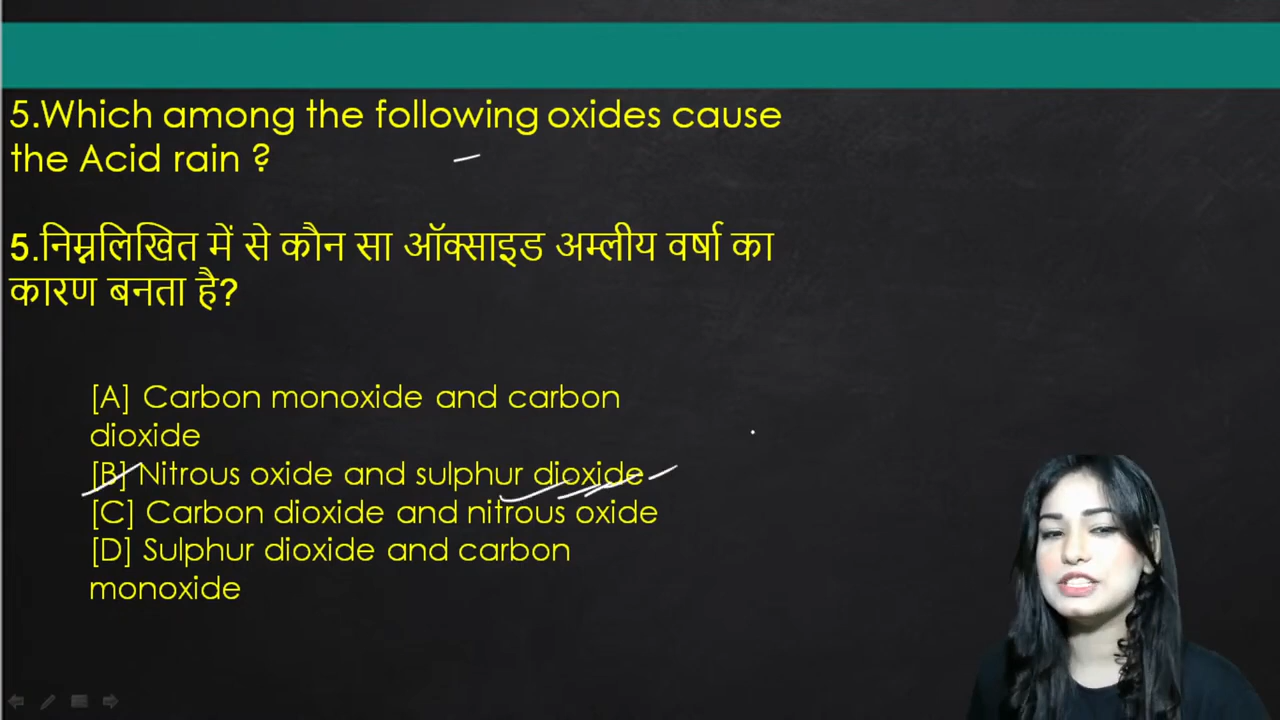 5.Which among the following oxides cause
the Acid rain ?
5.निम्नलिखित में से कौन सा ऑक्साइड अम्लीय वर्षा का
कारण बनता है?
[A] Carbon monoxide and carbon
dioxide
[B] Nitrous oxide and sulphur dioxide
[C] Carbon dioxide and nitrous oxide
[D] Sulphur dioxide and carbon
monoxide